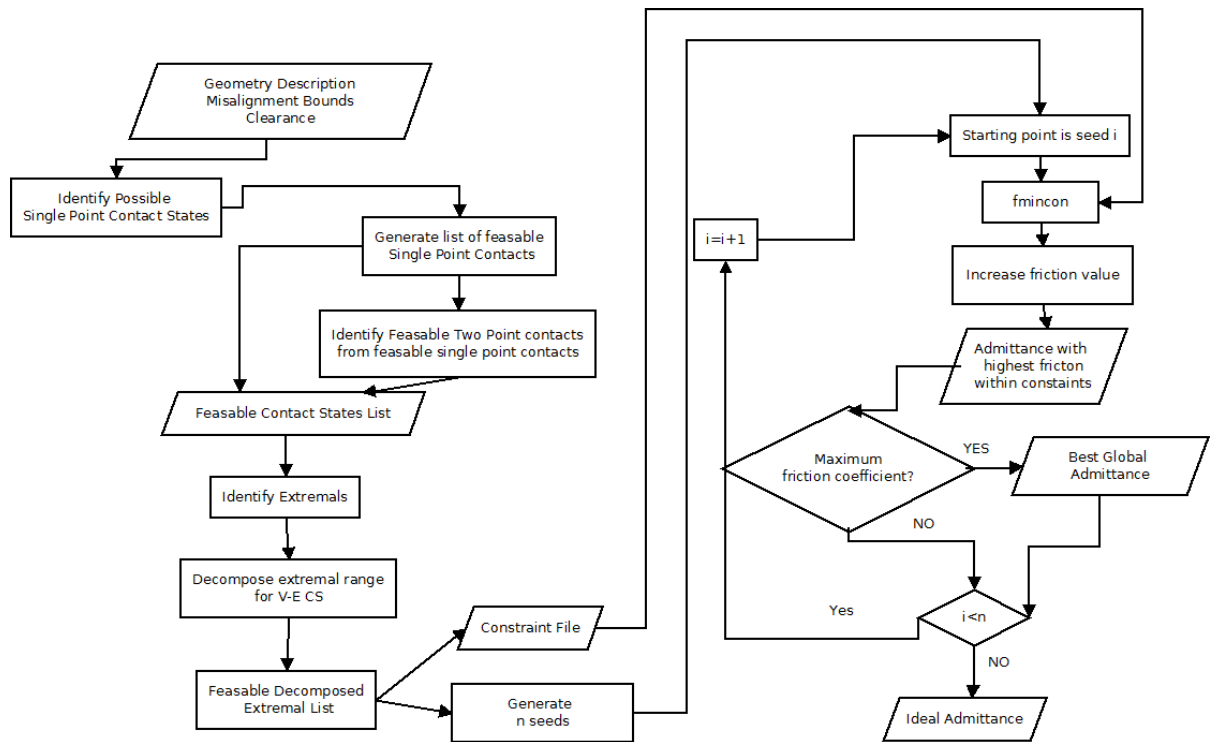 Geometry Description
Misalignment Bounds
Clearance
Identify Possible
Single Point Contact States
Generate list of feasable
Single Point Contacts
Identify Feasable Two Point contacts
from feasable single point contacts
Feasable Contact States List
Identify Extremals
Decompose extremal range
for V-E CS
Feasable Decomposed
Extremal List
Constraint File
Generate
n seeds
Starting point is seed i
fmincon
i=i+1
Increase friction value
Admittance with
highest fricton
within constaints
Maximum
friction coefficient?
YES
Best Global
Admittance
NO
Yes
i<n
NO
Ideal Admittance